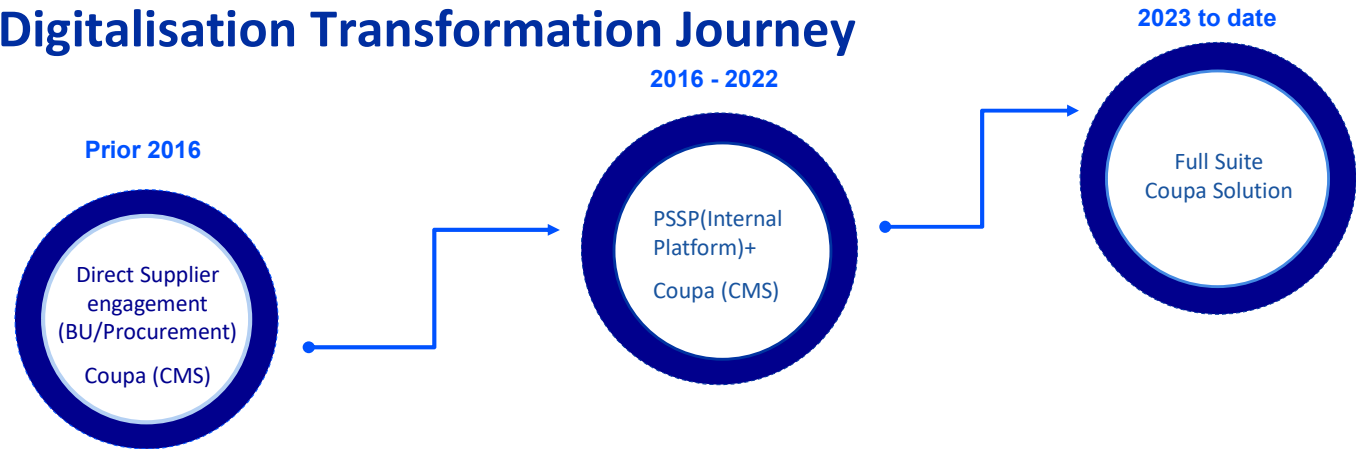 Digitalisation Transformation Journey
Prior 2016
Direct Supplier
engagement
(BU/Procurement)
Coupa (CMS)
2016 - 2022
PSSP(Internal
Platform)+
Coupa (CMS)
2023 to date
Full Suite
Coupa Solution